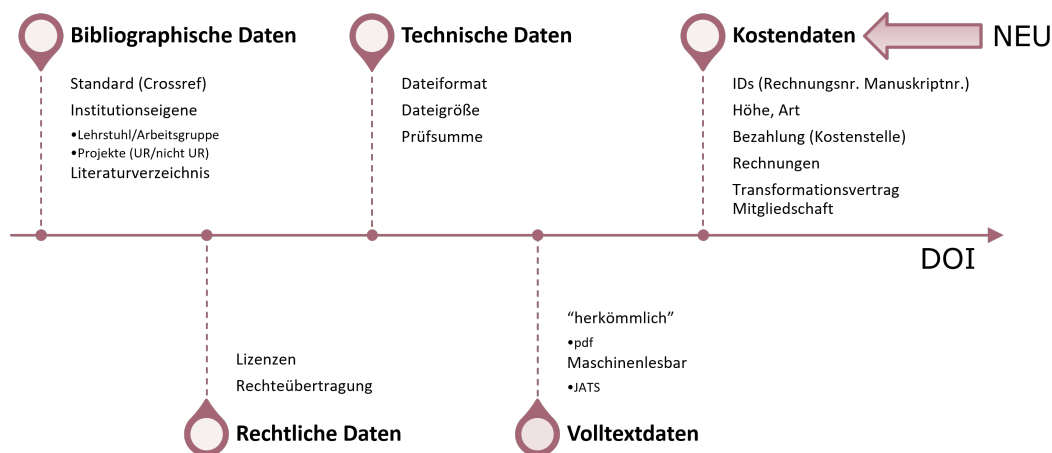 Bibliographische Daten
Standard (Crossref)
Institutionseigene
•Lehrstuhl/Arbeitsgruppe
•Projekte (UR/nicht UR)
Literaturverzeichnis
Technische Daten
Dateiformat
Dateigröße
Prüfsumme
Kostendaten
NEU
IDs (Rechnungsnr. Manuskriptnr.)
Höhe, Art
Bezahlung (Kostenstelle)
Rechnungen
Transformationsvertrag
Mitgliedschaft
DOI
Lizenzen
Rechteübertragung
Rechtliche Daten
“herkömmlich”
•pdf
Maschinenlesbar
•JATS
Volltextdaten